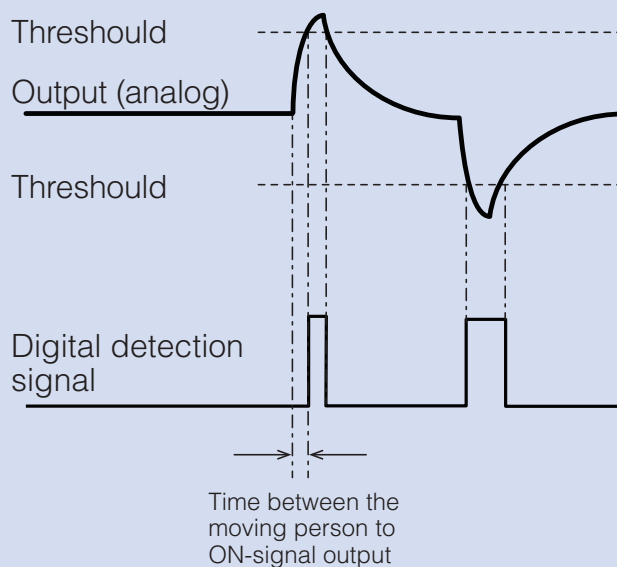 Threshould
Output (analog)
Threshould
Digital detection
signal
Time between the
moving person to
ON-signal output